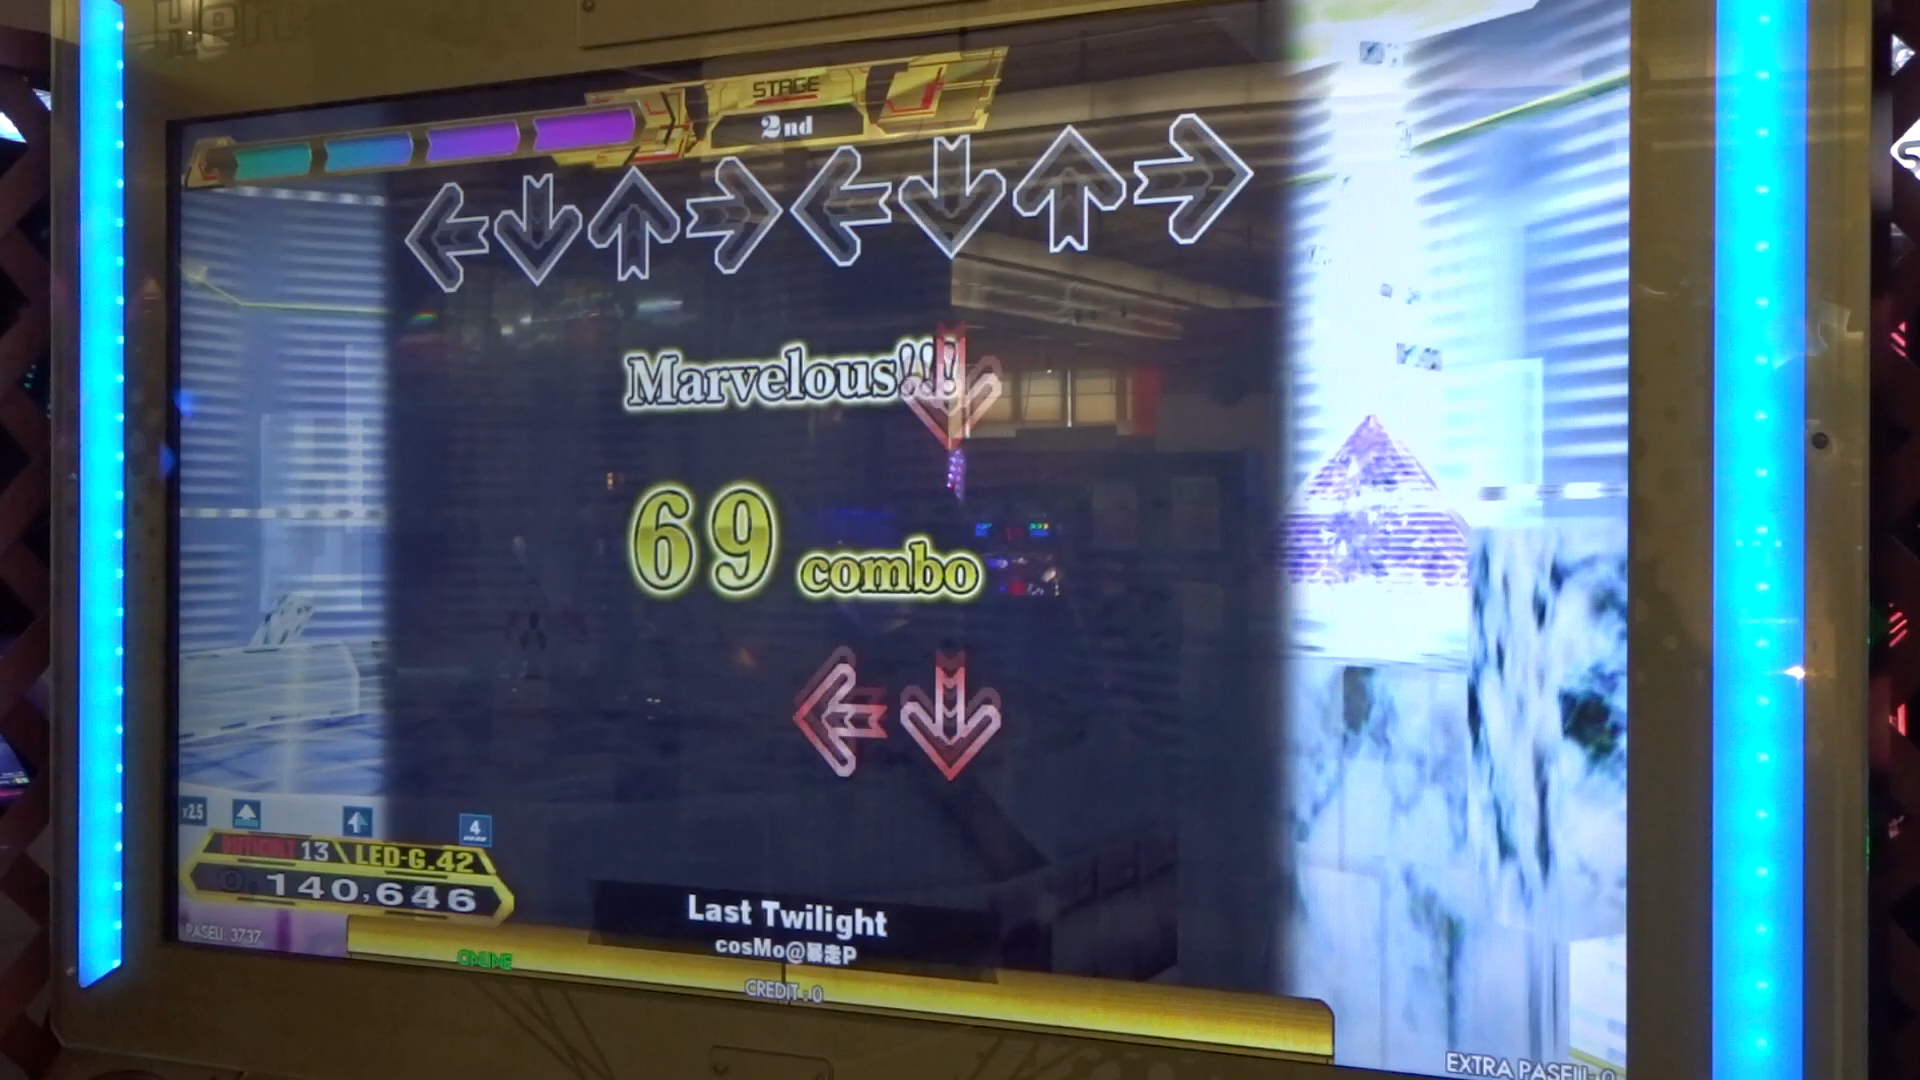 STAGE
2nd
Marvelous!!!
69 combo
x2.5
4
DIFFICULT 13
LED-G.42
140,646
Last Twilight
cosMo@暴走P
PASELI: 3737
ONLINE
CREDIT : 0
EXTRA PASELI: 0